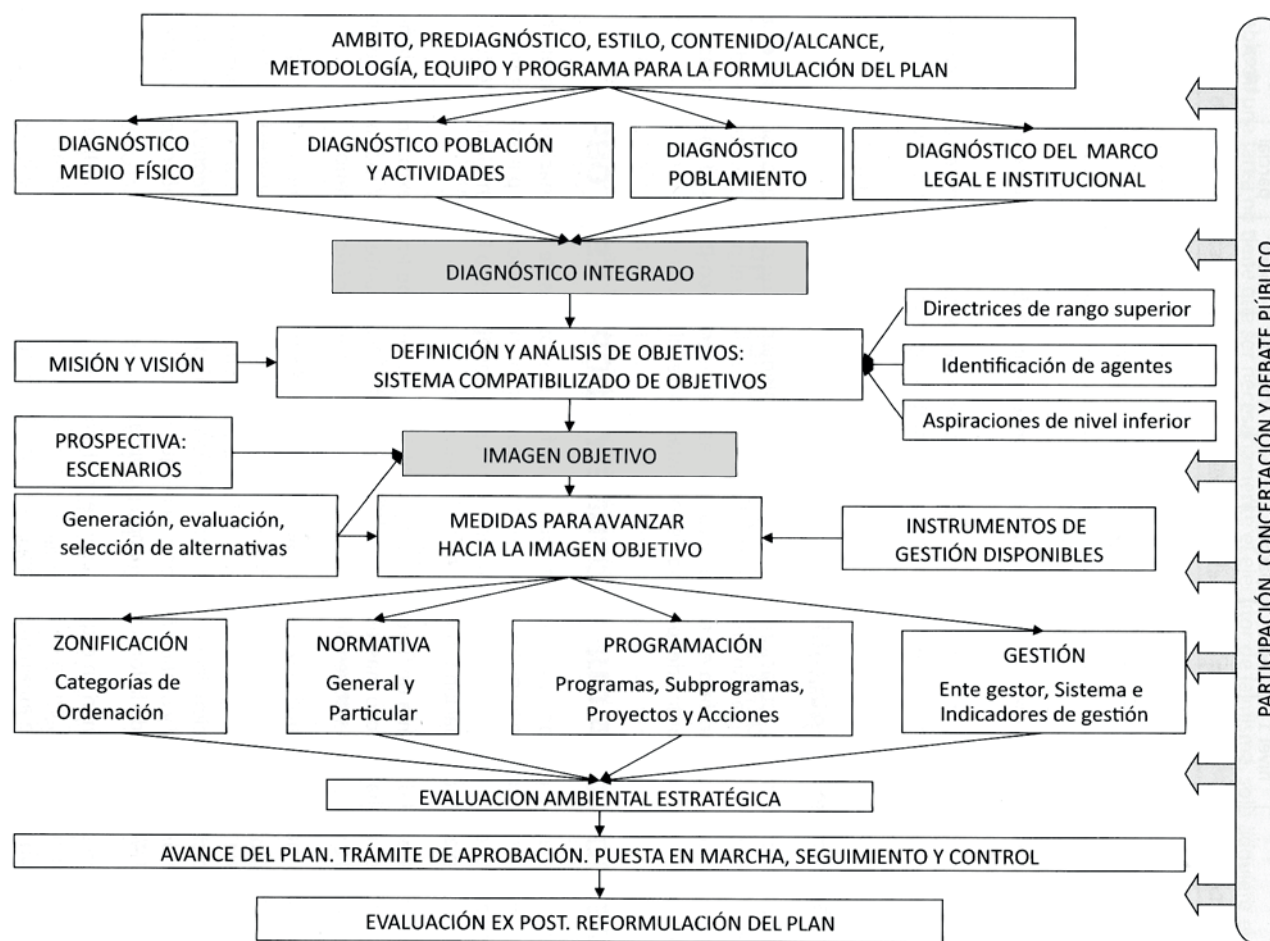 AMBITO, PREDIAGNÓSTICO, ESTILO, CONTENIDO/ALCANCE,
METODOLOGÍA, EQUIPO Y PROGRAMA PARA LA FORMULACIÓN DEL PLAN
DIAGNÓSTICO
MEDIO FÍSICO
DIAGNÓSTICO POBLACIÓN
Y ACTIVIDADES
DIAGNÓSTICO
POBLAMIENTO
DIAGNÓSTICO DEL MARCO
LEGAL E INSTITUCIONAL
DIAGNÓSTICO INTEGRADO
MISIÓN Y VISIÓN
DEFINICIÓN Y ANÁLISIS DE OBJETIVOS:
SISTEMA COMPATIBILIZADO DE OBJETIVOS
Directrices de rango superior
Identificación de agentes
Aspiraciones de nivel inferior
PROSPECTIVA:
ESCENARIOS
IMAGEN OBJETIVO
Generación, evaluación,
selección de alternativas
MEDIDAS PARA AVANZAR
HACIA LA IMAGEN OBJETIVO
INSTRUMENTOS DE
GESTIÓN DISPONIBLES
ZONIFICACIÓN
Categorías de
Ordenación
NORMATIVA
General y
Particular
PROGRAMACIÓN
Programas, Subprogramas,
Proyectos y Acciones
GESTIÓN
Ente gestor, Sistema e
Indicadores de gestión
EVALUACION AMBIENTAL ESTRATÉGICA
AVANCE DEL PLAN. TRÁMITE DE APROBACIÓN. PUESTA EN MARCHA, SEGUIMIENTO Y CONTROL
EVALUACIÓN EX POST. REFORMULACIÓN DEL PLAN
PARTICIPACIÓN, CONCERTACIÓN Y DEBATE PÚBLICO